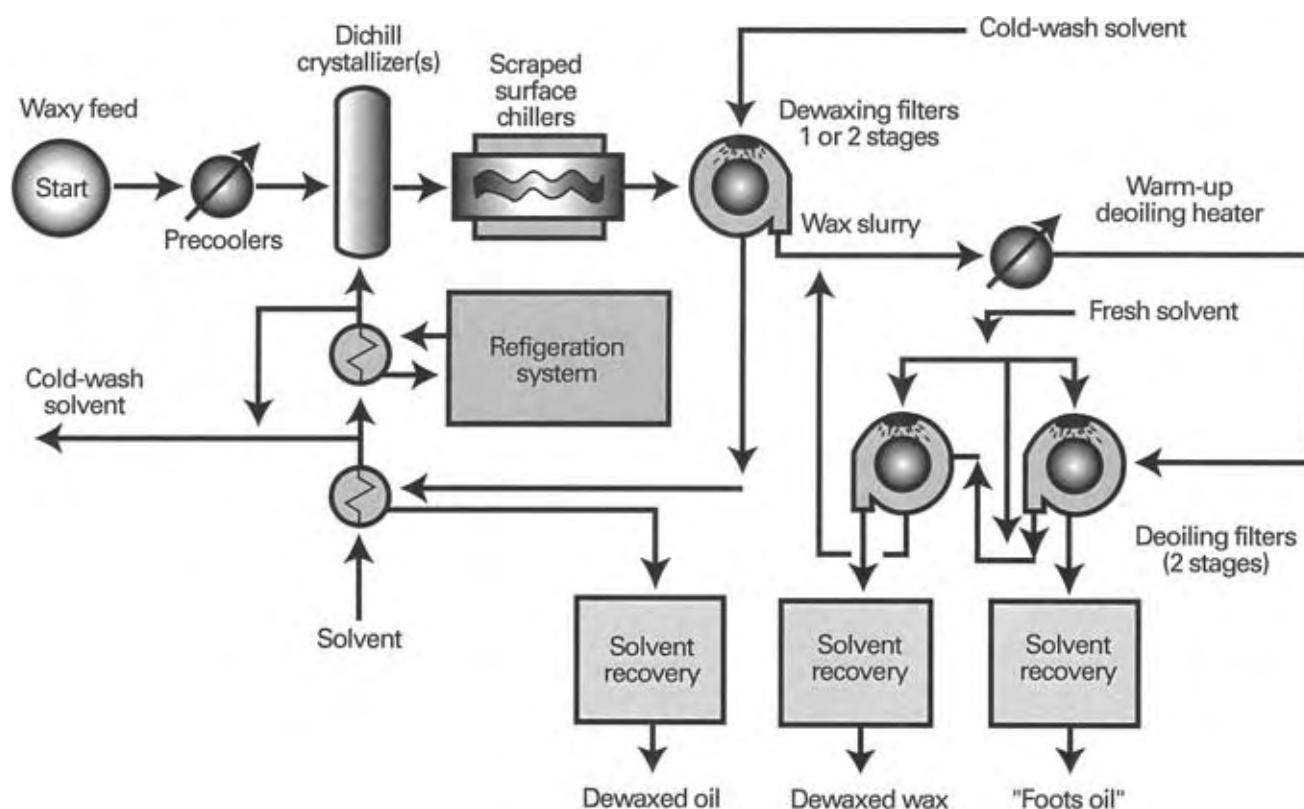 Dichill
crystallizer(s)
Cold-wash solvent
Scraped
surface
chillers
Waxy feed
Dewaxing filters
1 or 2 stages
Start
Warm-up
deoiling heater
Precoolers
Wax slurry
Fresh solvent
Refigeration
system
Cold-wash
solvent
Deoiling filters
(2 stages)
Solvent
Solvent
recovery
Solvent
recovery
Solvent
recovery
Dewaxed oil
Dewaxed wax
"Foots oil"